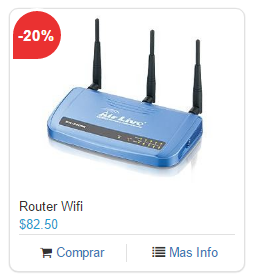 -20%
Air Live
Router Wifi
$82.50
Comprar
Mas Info